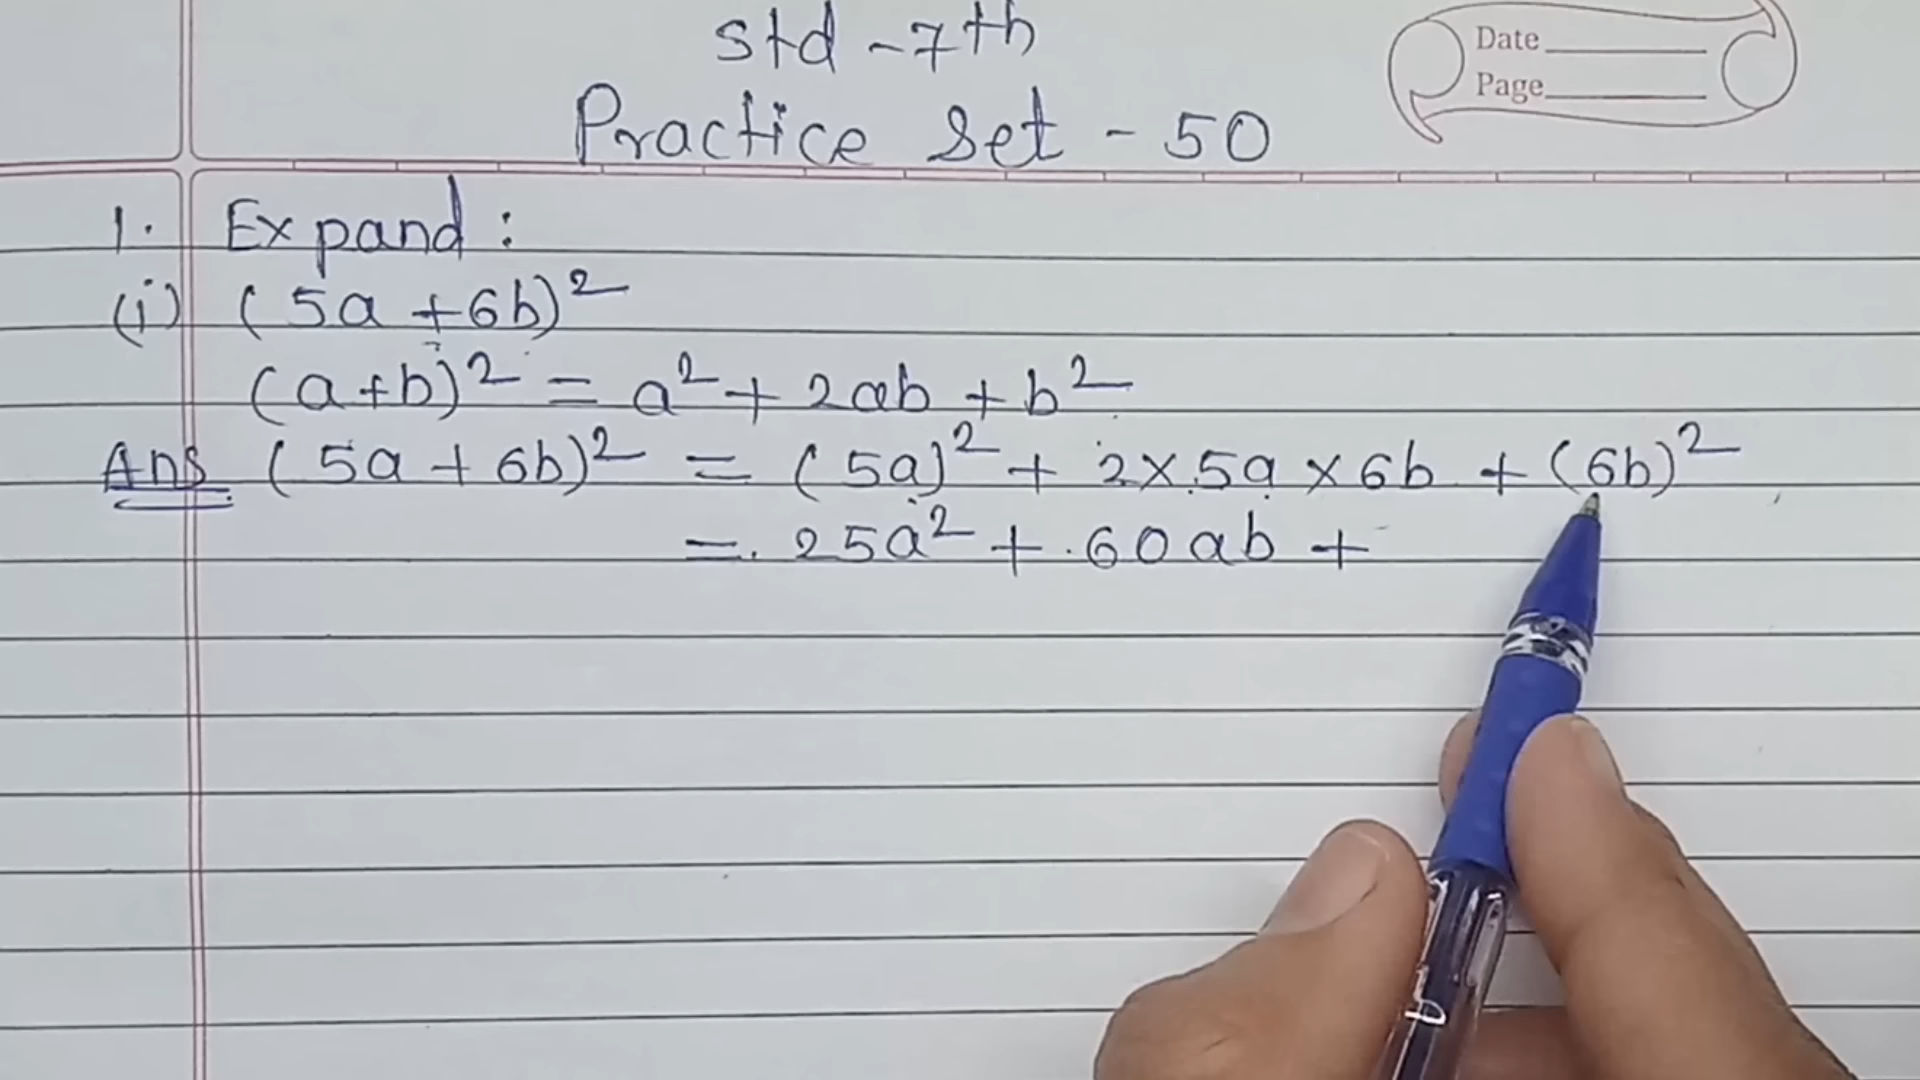 Std - 7th
Date
Page
Practice Set - 50
1. Expand :
(i) (5a + 6b)²
(a+b)² = a² + 2ab + b²
Ans (5a + 6b)² = (5a)² + 2×5a×6b + (6b)²
= 25a² + 60ab +